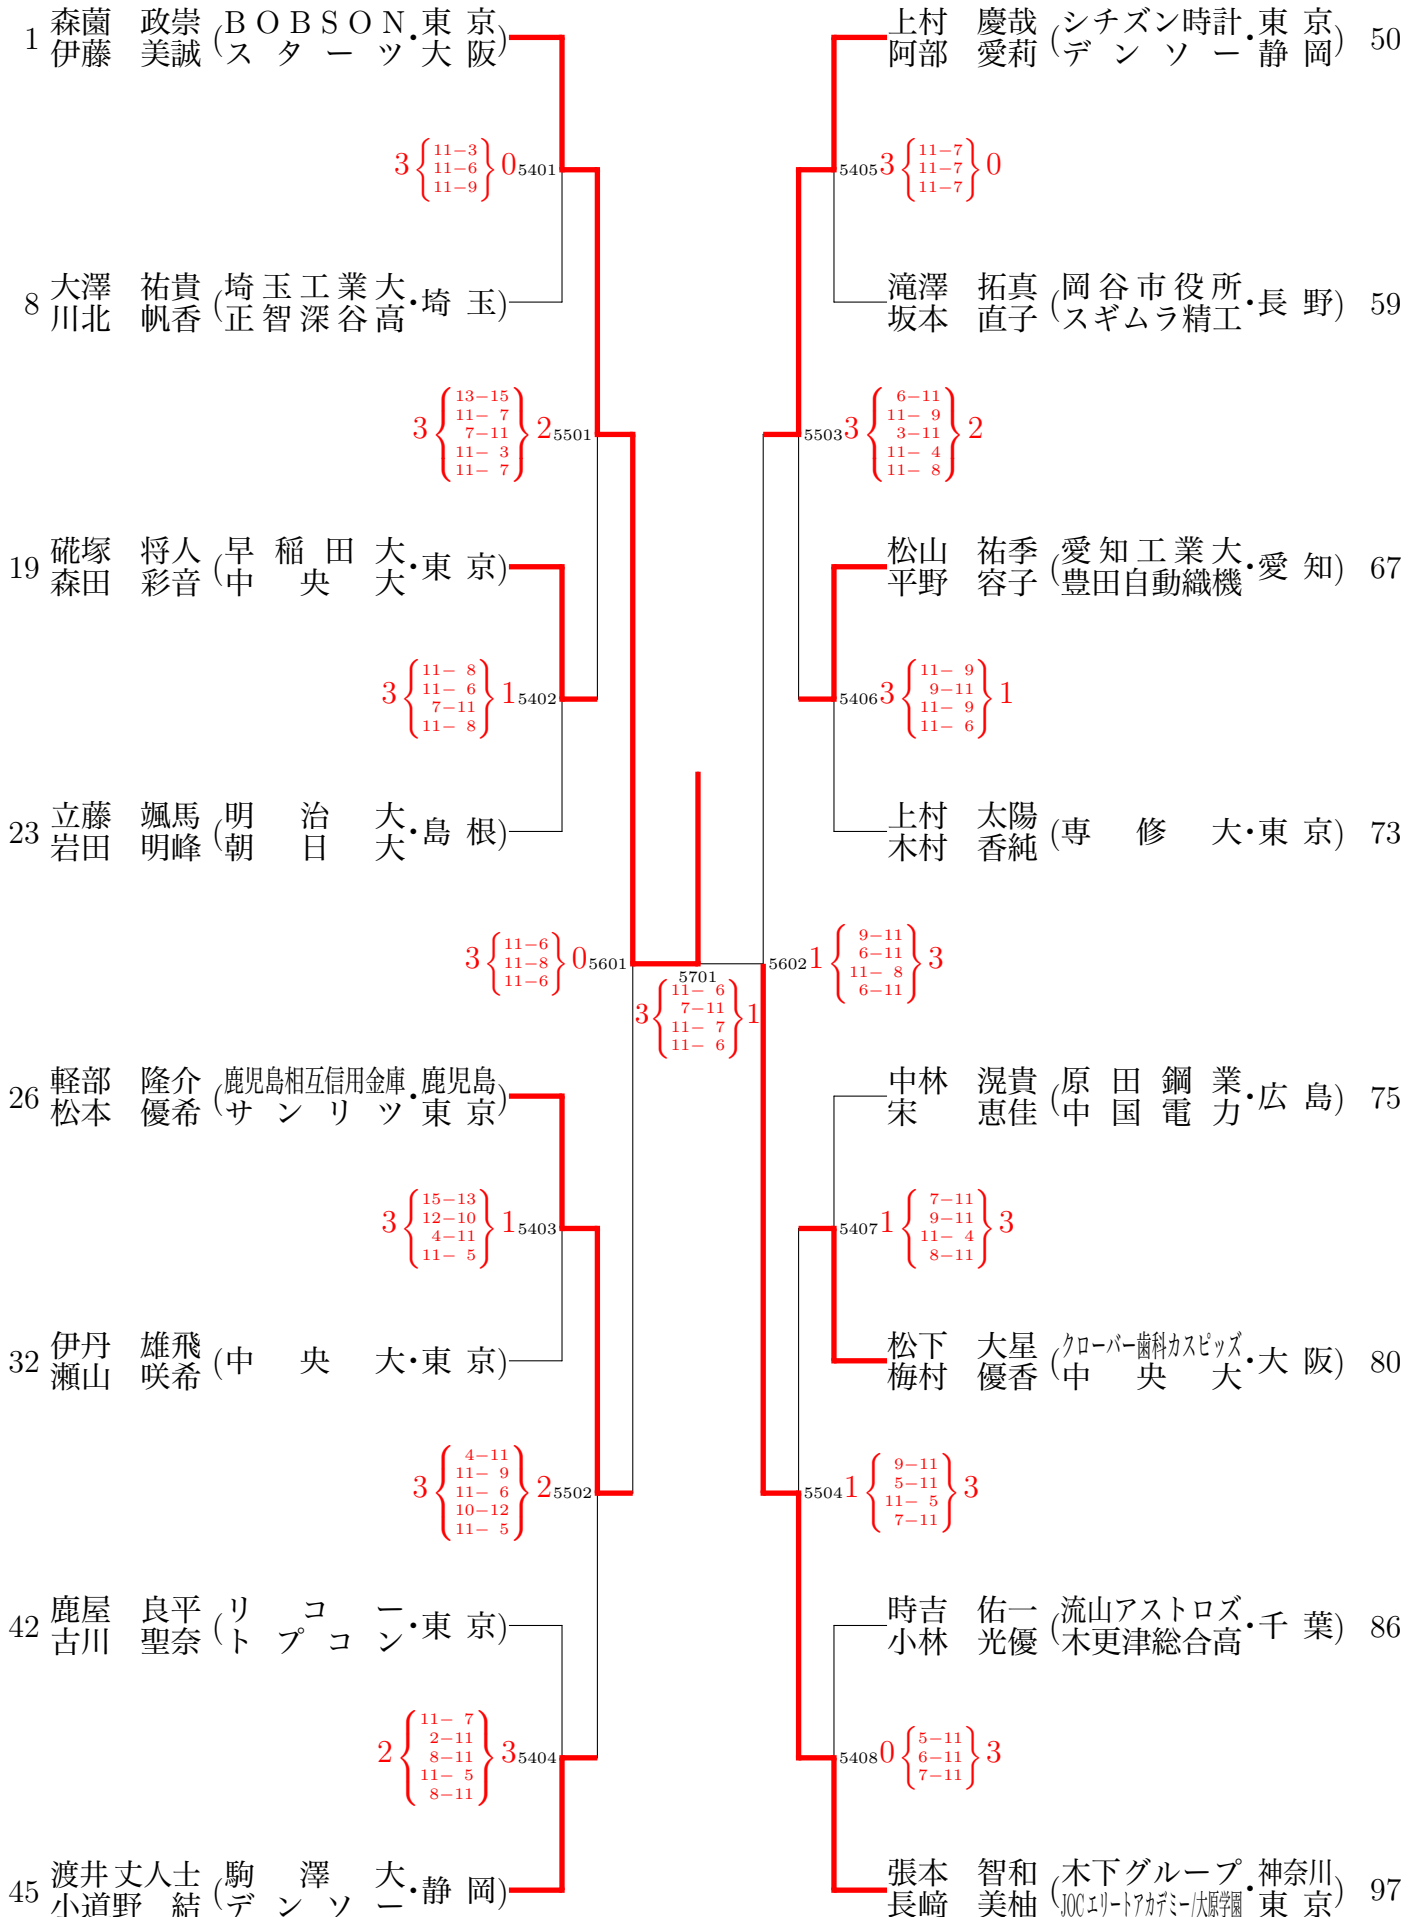 1 森薗 政崇 (BOBSON・東京)
伊藤 美誠 (スターツ・大阪)
3 {11-3 11-6 11-9} 0 5401
8 大澤 祐貴 (埼玉工業大・埼玉)
川北 帆香 (正智深谷高・埼玉)
3 {13-15 11-7 7-11 11-3 11-7} 2 5501
19 硴塚 将人 (早稲田大・東京)
森田 彩音 (中央大・東京)
3 {11-8 11-6 7-11 11-8} 1 5402
23 立藤 颯馬 (明治大・島根)
岩田 明峰 (朝日大・島根)
3 {11-6 11-8 11-6} 0 5601
26 軽部 隆介 (鹿児島相互信用金庫・鹿児島)
松本 優希 (サンリツ・東京)
3 {15-13 12-10 4-11 11-5} 1 5403
32 伊丹 雄飛 (中央大・東京)
瀬山 咲希
3 {4-11 11-9 11-6 10-12 11-5} 2 5502
42 鹿屋 良平 (リコー・東京)
古川 聖奈 (トプコン・東京)
2 {11-7 2-11 8-11 11-5 8-11} 3 5404
45 渡井丈人士 (駒澤大・静岡)
小道野 結 (デンソー・静岡)
5701
3 {11-6 7-11 11-7 11-6} 1
上村 慶哉 (シチズン時計・東京) 50
阿部 愛莉 (デンソー・静岡)
5405 3 {11-7 11-7 11-7} 0
滝澤 拓真 (岡谷市役所・長野) 59
坂本 直子 (スギムラ精工・長野)
5503 3 {6-11 11-9 3-11 11-4 11-8} 2
松山 祐季 (愛知工業大・愛知) 67
平野 容子 (豊田自動織機・愛知)
5406 3 {11-9 9-11 11-9 11-6} 1
上村 太陽 (専修大・東京) 73
木村 香純
5602 1 {9-11 6-11 11-8 6-11} 3
中林 滉貴 (原田鋼業・広島) 75
宋 恵佳 (中国電力・広島)
5407 1 {7-11 9-11 11-4 8-11} 3
松下 大星 (クローバー歯科カスピッズ・大阪) 80
梅村 優香 (中央大・大阪)
5504 1 {9-11 5-11 11-5 7-11} 3
時吉 佑一 (流山アストロズ・千葉) 86
小林 光優 (木更津総合高・千葉)
5408 0 {5-11 6-11 7-11} 3
張本 智和 (木下グループ・神奈川) 97
長﨑 美柚 (JOCエリートアカデミー/大原学園・東京)